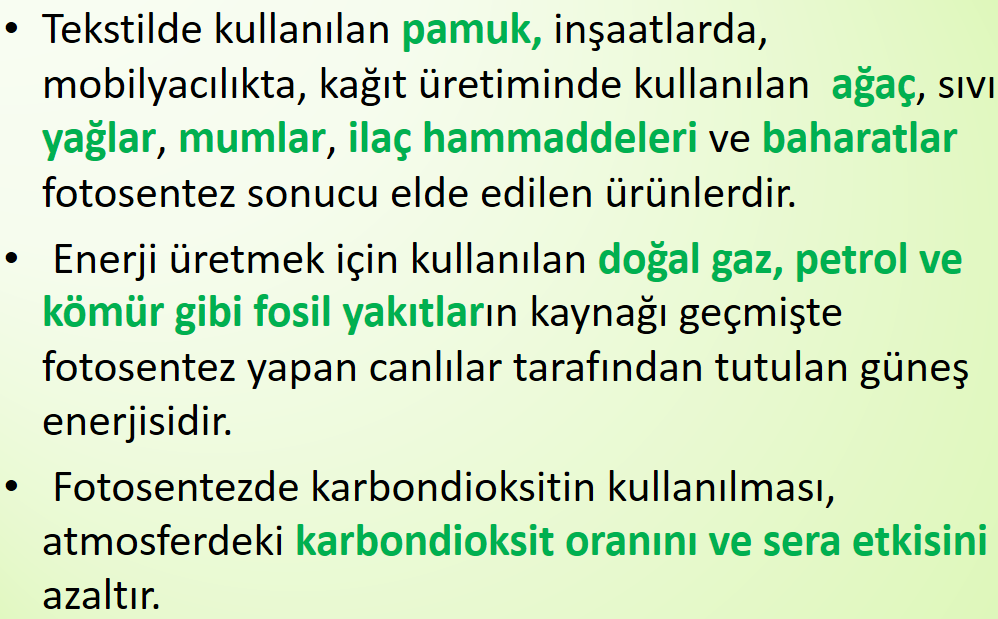 • Tekstilde kullanılan pamuk, inşaatlarda,
mobilyacılıkta, kağıt üretiminde kullanılan ağaç, sıvı
yağlar, mumlar, ilaç hammaddeleri ve baharatlar
fotosentez sonucu elde edilen ürünlerdir.
• Enerji üretmek için kullanılan doğal gaz, petrol ve
kömür gibi fosil yakıtların kaynağı geçmişte
fotosentez yapan canlılar tarafından tutulan güneş
enerjisidir.
• Fotosentezde karbondioksitin kullanılması,
atmosferdeki karbondioksit oranını ve sera etkisini
azaltır.